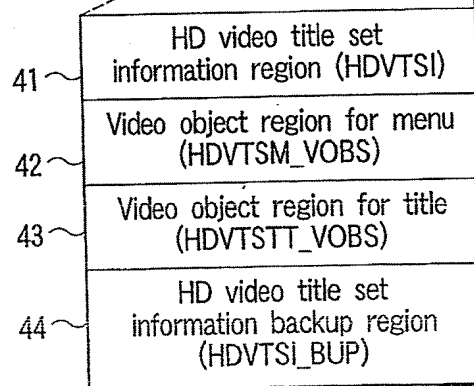 41
HD video title set
information region (HDVTSI)
42
Video object region for menu
(HDVTSM_VOBS)
43
Video object region for title
(HDVTSTT_VOBS)
44
HD video title set
information backup region
(HDVTSI_BUP)